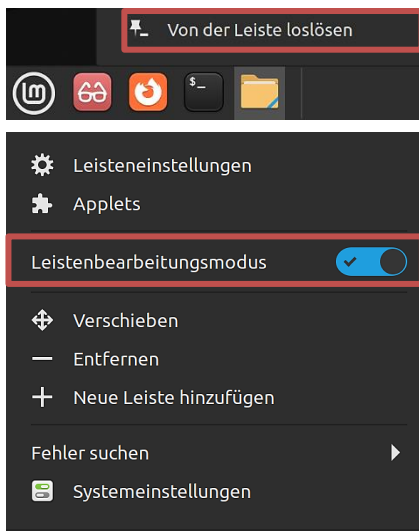 Von der Leiste loslösen
$_
Leisteneinstellungen
Applets
Leistenbearbeitungsmodus
Verschieben
Entfernen
Neue Leiste hinzufügen
Fehler suchen
Systemeinstellungen